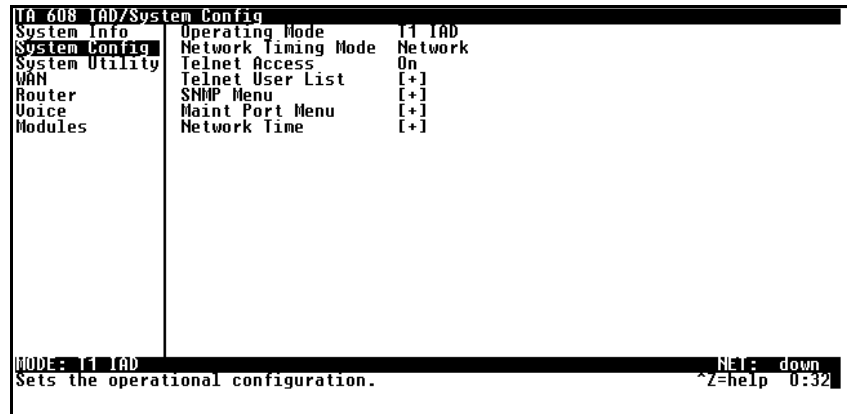 TA 608 IAD/System Config
System Info Operating Mode T1 IAD
System Config Network Timing Mode Network
System Utility Telnet Access On
WAN Telnet User List [+]
Router SNMP Menu [+]
Voice Maint Port Menu [+]
Modules Network Time [+]
MODE: T1 IAD NET: down
Sets the operational configuration. ^Z=help 0:32